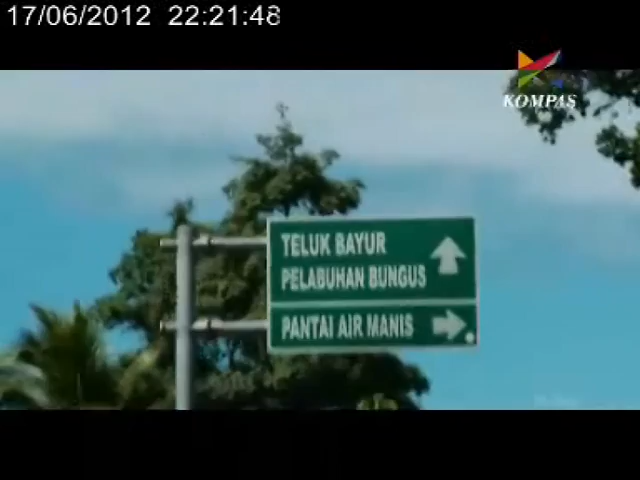 17/06/2012 22:21:48
KOMPAS
TELUK BAYUR
PELABUHAN BUNGUS
PANTAI AIR MANIS